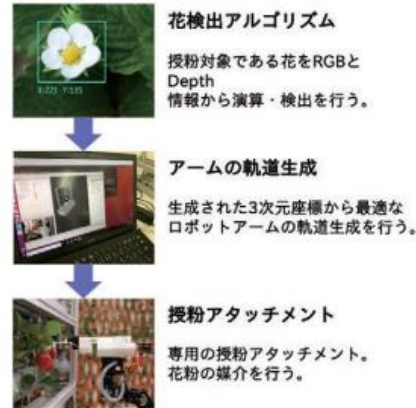 花検出アルゴリズム
授粉対象である花をRGBと
Depth
情報から演算・検出を行う。
アームの軌道生成
生成された3次元座標から最適な
ロボットアームの軌道生成を行う。
授粉アタッチメント
専用の授粉アタッチメント。
花粉の媒介を行う。